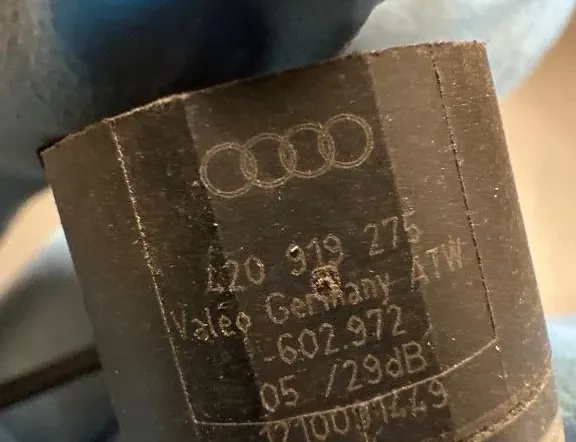 420 919 275
Valeo Germany ATW
-602.972
05 /29dB